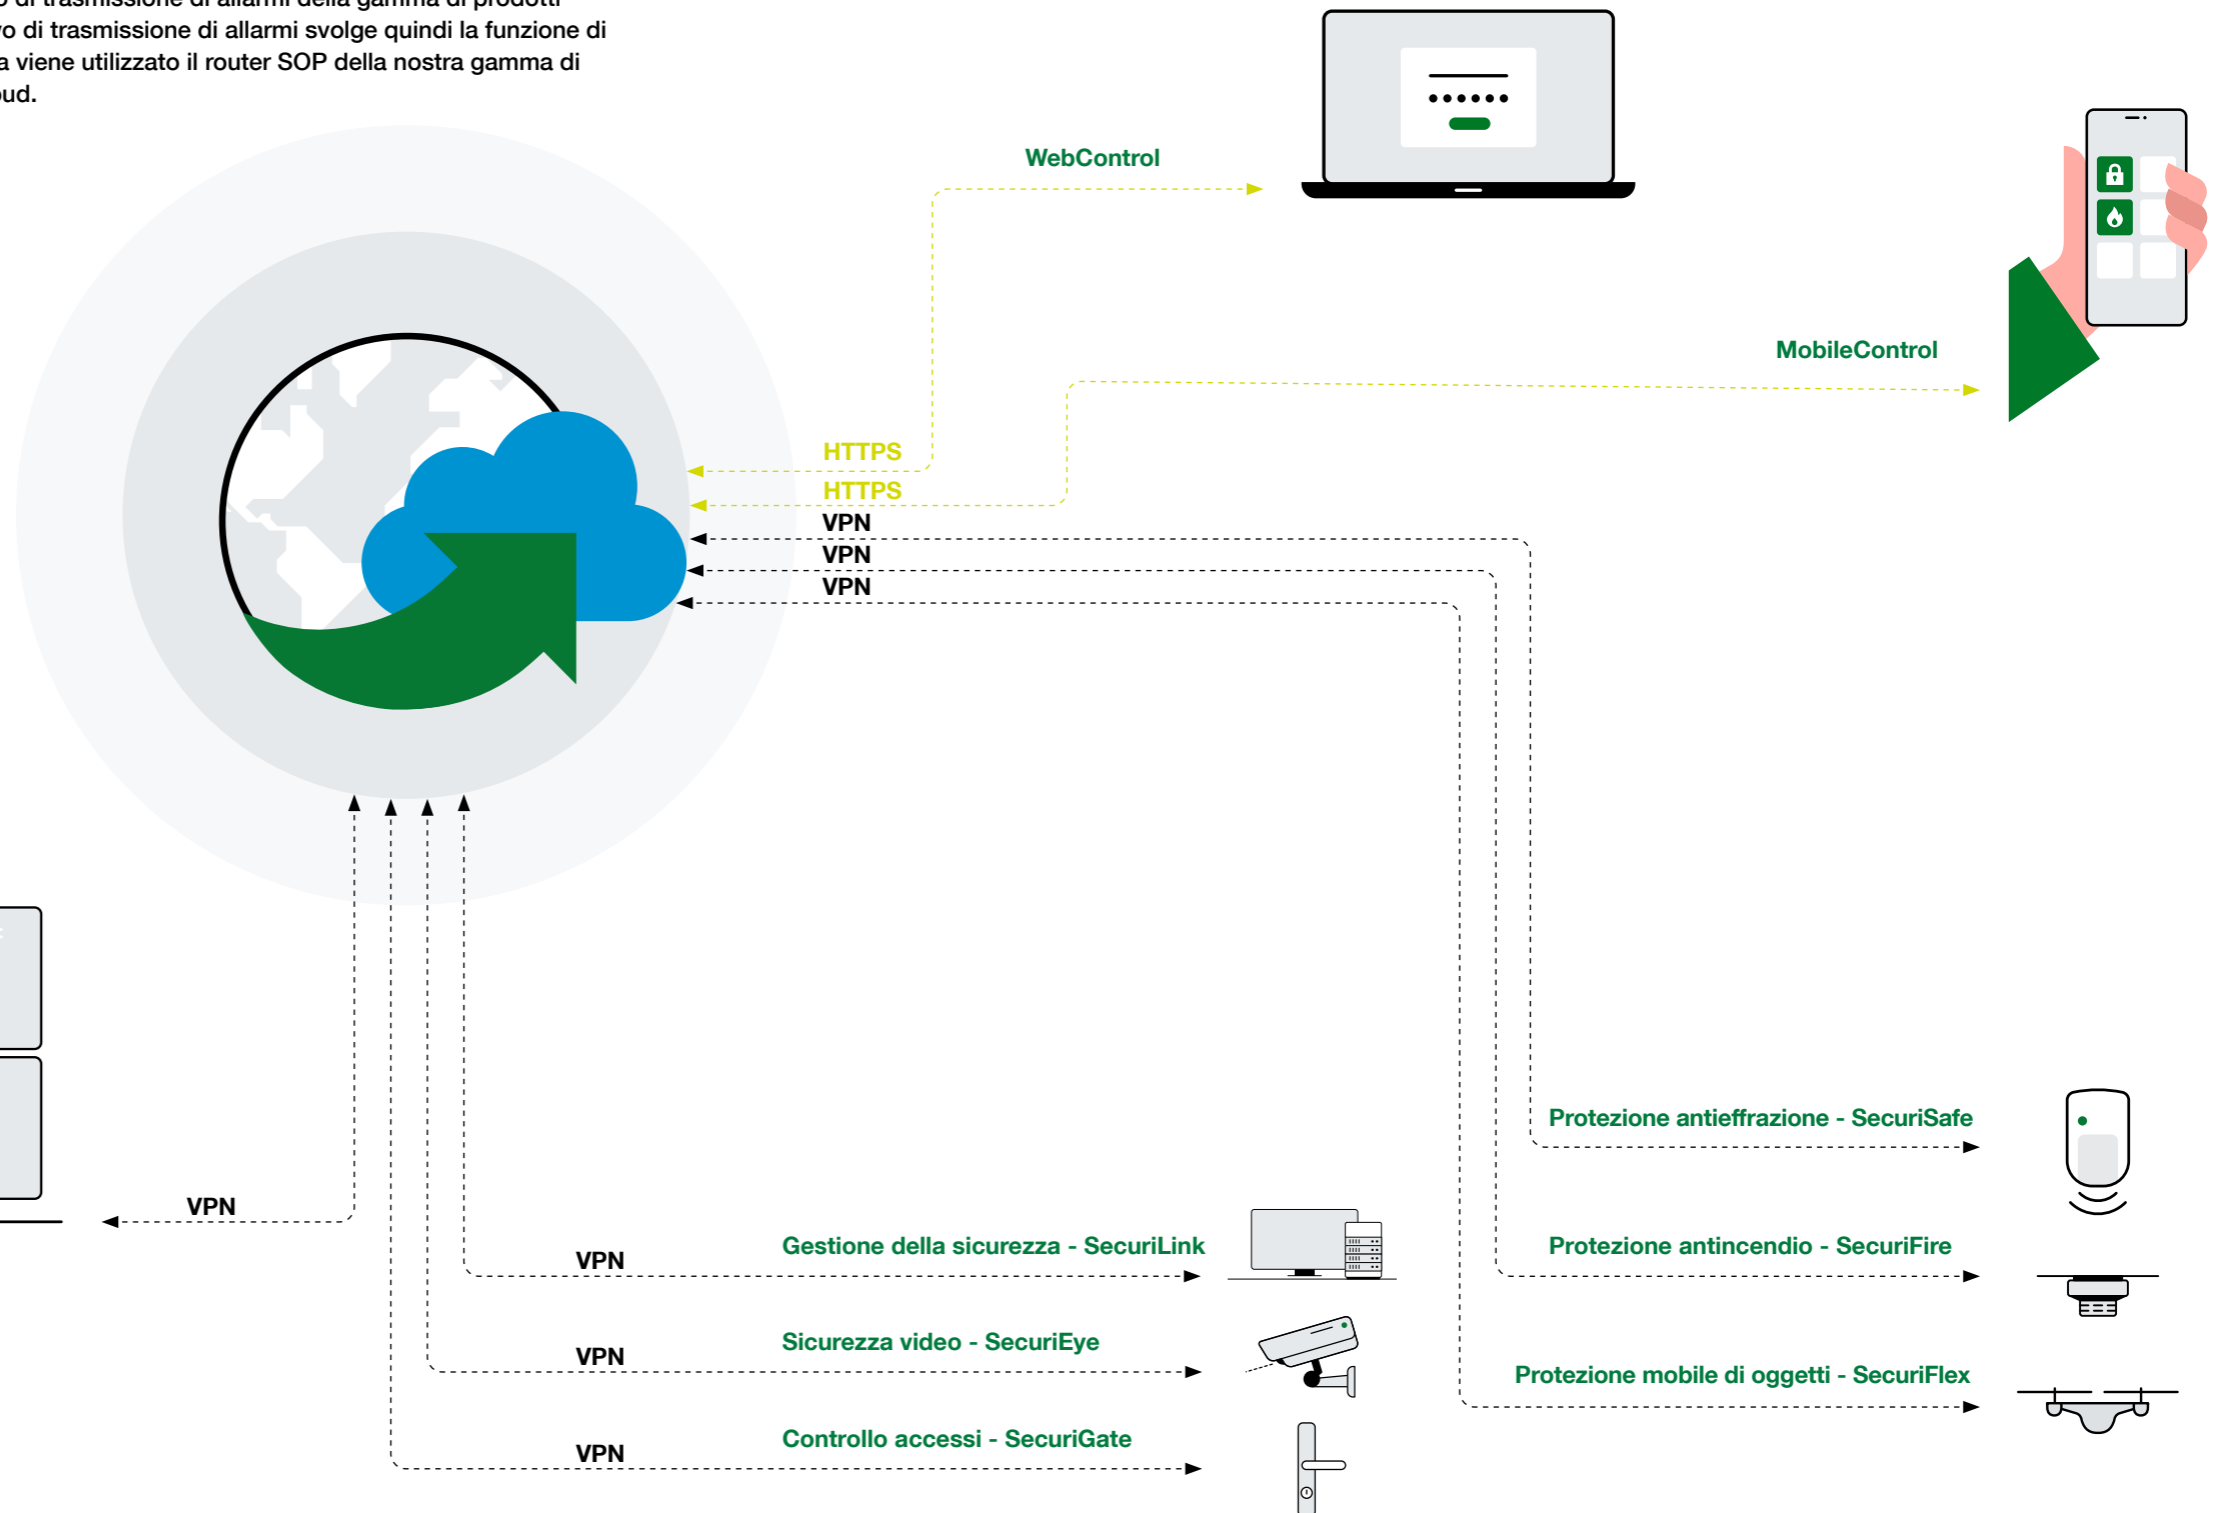 di trasmissione di allarmi della gamma di prodotti
di trasmissione di allarmi svolge quindi la funzione di
viene utilizzato il router SOP della nostra gamma di
WebControl
MobileControl
HTTPS
HTTPS
VPN
VPN
VPN
Protezione antieffrazione - SecuriSafe
VPN
Gestione della sicurezza - SecuriLink
VPN
Protezione antincendio - SecuriFire
Sicurezza video - SecuriEye
VPN
Protezione mobile di oggetti - SecuriFlex
Controllo accessi - SecuriGate
VPN